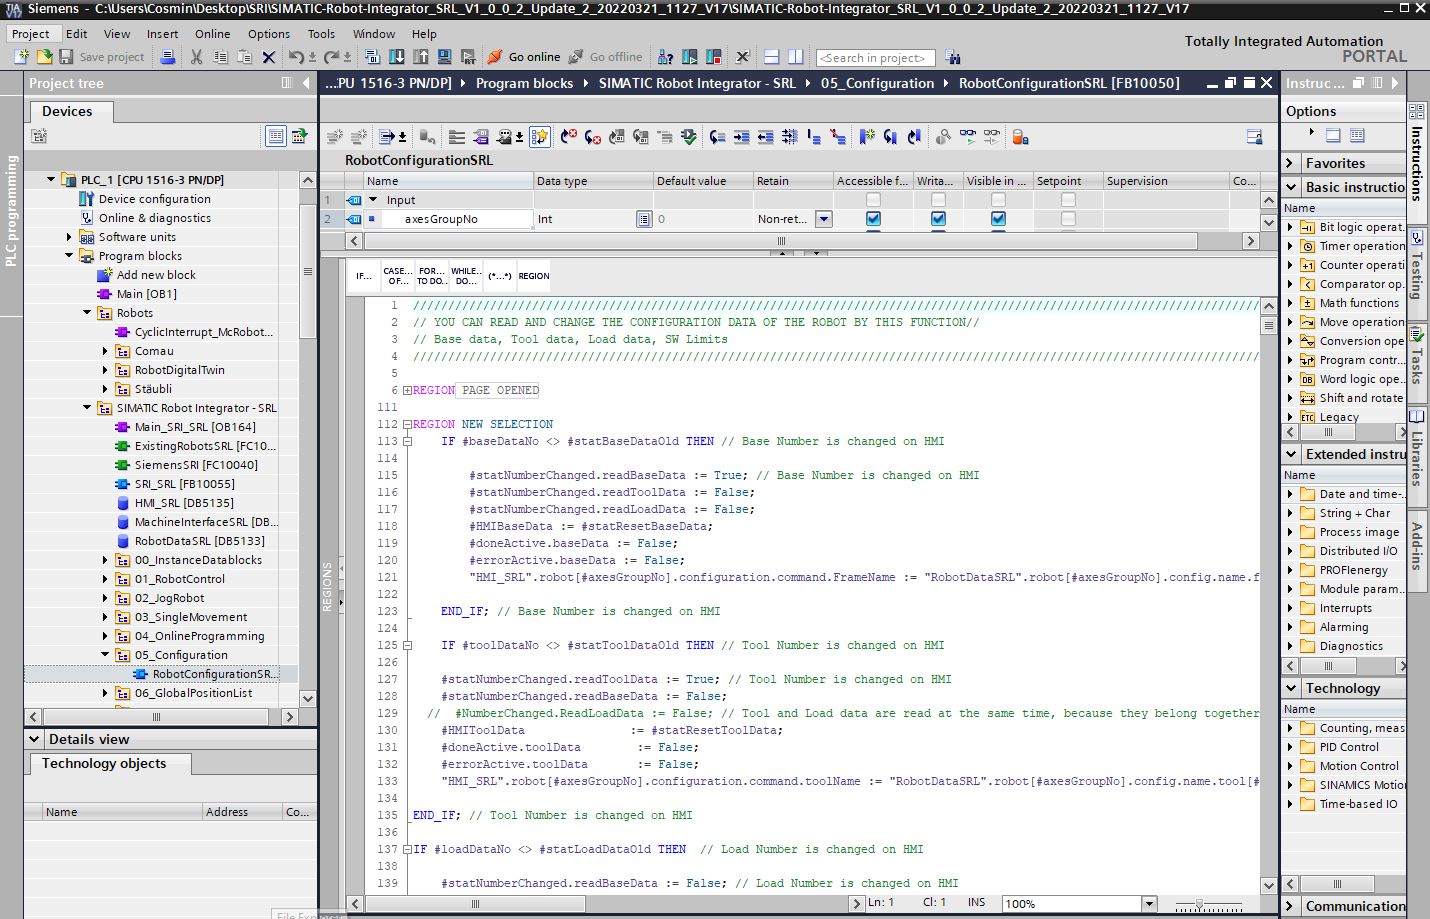 Siemens - C:\Users\Cosmin\Desktop\SRI\SIMATIC-Robot-Integrator_SRL_V1_0_0_2_Update_2_20220321_1127_V17\SIMATIC-Robot-Integrator_SRL_V1_0_0_2_Update_2_20220321_1127_V17
Project Edit View Insert Online Options Tools Window Help
Totally Integrated Automation
PORTAL
Save project
Go online
Go offline
<Search in project>
Project tree
Devices
PLC programming
PLC_1 [CPU 1516-3 PN/DP]
Device configuration
Online & diagnostics
Software units
Program blocks
Add new block
Main [OB1]
Robots
CyclicInterrupt_McRobot...
Comau
RobotDigitalTwin
Stäubli
SIMATIC Robot Integrator - SRL
Main_SRI_SRL [OB164]
ExistingRobotsSRL [FC10...
SiemensSRI [FC10040]
SRI_SRL [FB10055]
HMI_SRL [DB5135]
MachineInterfaceSRL [DB...
RobotDataSRL [DB5133]
00_InstanceDatablocks
01_RobotControl
02_JogRobot
03_SingleMovement
04_OnlineProgramming
05_Configuration
RobotConfigurationSR...
06_GlobalPositionList
Details view
Technology objects
Name Address Co...
File Explorer
...PU 1516-3 PN/DP] Program blocks SIMATIC Robot Integrator - SRL 05_Configuration RobotConfigurationSRL [FB10050]
RobotConfigurationSRL
Name Data type Default value Retain Accessible f... Writa... Visible in ... Setpoint Supervision Co...
1 Input
2 axesGroupNo Int 0 Non-ret...
IF... CASE... OF... FOR... TO DO... WHILE.. DO... (*...*) REGION
REGIONS
1 ////////////////////////////////////////////////////////////////////////////////////////////////////////////////////////
2 // YOU CAN READ AND CHANGE THE CONFIGURATION DATA OF THE ROBOT BY THIS FUNCTION//
3 // Base data, Tool data, Load data, SW Limits
4 ////////////////////////////////////////////////////////////////////////////////////////////////////////////////////////
5
6 REGION PAGE OPENED
111
112 REGION NEW SELECTION
113 IF #baseDataNo <> #statBaseDataOld THEN // Base Number is changed on HMI
114
115 #statNumberChanged.readBaseData := True; // Base Number is changed on HMI
116 #statNumberChanged.readToolData := False;
117 #statNumberChanged.readLoadData := False;
118 #HMIBaseData := #statResetBaseData;
119 #doneActive.baseData := False;
120 #errorActive.baseData := False;
121 "HMI_SRL".robot[#axesGroupNo].configuration.command.FrameName := "RobotDataSRL".robot[#axesGroupNo].config.name.f
122
123 END_IF; // Base Number is changed on HMI
124
125 IF #toolDataNo <> #statToolDataOld THEN // Tool Number is changed on HMI
126
127 #statNumberChanged.readToolData := True; // Tool Number is changed on HMI
128 #statNumberChanged.readBaseData := False;
129 // #NumberChanged.ReadLoadData := False; // Tool and Load data are read at the same time, because they belong together
130 #HMIToolData := #statResetToolData;
131 #doneActive.toolData := False;
132 #errorActive.toolData := False;
133 "HMI_SRL".robot[#axesGroupNo].configuration.command.toolName := "RobotDataSRL".robot[#axesGroupNo].config.name.tool[#
134
135 END_IF; // Tool Number is changed on HMI
136
137 IF #loadDataNo <> #statLoadDataOld THEN // Load Number is changed on HMI
138
139 #statNumberChanged.readBaseData := False; // Load Number is changed on HMI
Ln: 1 Cl: 1 INS 100%
Instruc...
Options
Favorites
Basic instructio
Name
Bit logic operat.
Timer operation
Counter operati
Comparator op.
Math functions
Move operation
Conversion ope
Program contr...
Word logic ope...
Shift and rotate
Legacy
Extended instru
Name
Date and time-..
String + Char
Process image
Distributed I/O
PROFIenergy
Module param...
Interrupts
Alarming
Diagnostics
Technology
Name
Counting, meas
PID Control
Motion Control
SINAMICS Motio
Time-based IO
Communication
Instructions
Testing
Tasks
Libraries
Add-ins